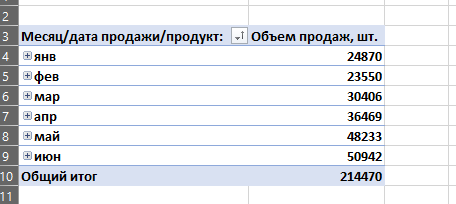 2
3 Месяц/дата продажи/продукт: Объем продаж, шт.
4 янв 24870
5 фев 23550
6 мар 30406
7 апр 36469
8 май 48233
9 июн 50942
10 Общий итог 214470
11